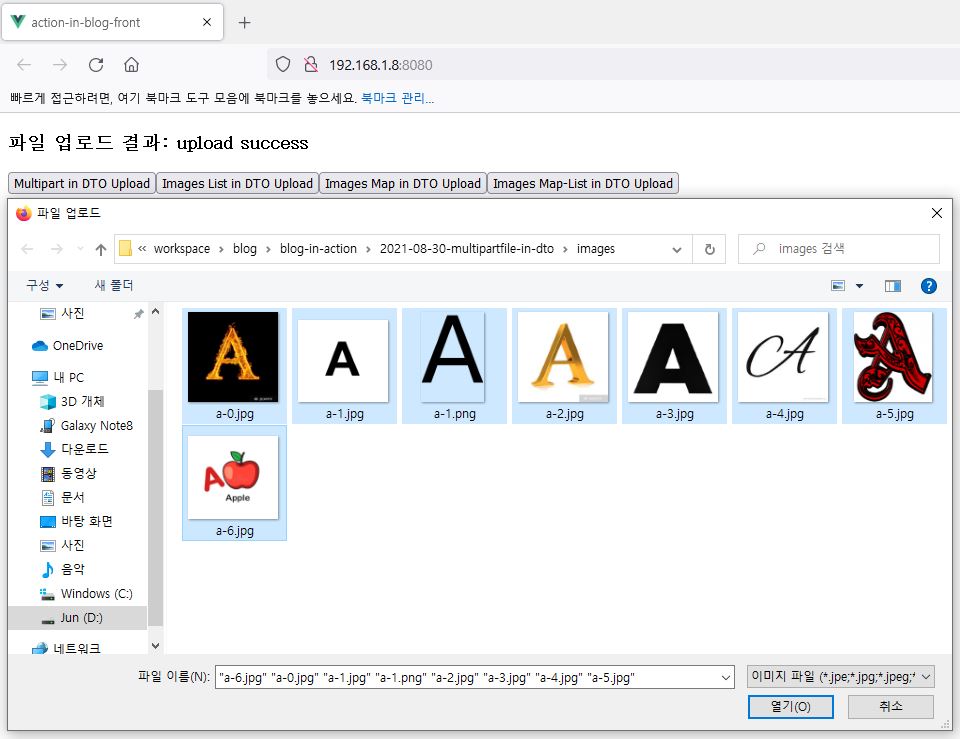 action-in-blog-front
192.168.1.8:8080
빠르게 접근하려면, 여기 북마크 도구 모음에 북마크를 놓으세요. 북마크 관리...
파일 업로드 결과: upload success
Multipart in DTO Upload Images List in DTO Upload Images Map in DTO Upload Images Map-List in DTO Upload
파일 업로드
« workspace › blog › blog-in-action › 2021-08-30-multipartfile-in-dto › images
images 검색
구성 새 폴더
사진
OneDrive
내 PC
3D 개체
Galaxy Note8
다운로드
동영상
문서
바탕 화면
사진
음악
Windows (C:)
Jun (D:)
네트워크
A A A A A A A
a-0.jpg a-1.jpg a-1.png a-2.jpg a-3.jpg a-4.jpg a-5.jpg
A
Apple
a-6.jpg
파일 이름(N): "a-6.jpg" "a-0.jpg" "a-1.jpg" "a-1.png" "a-2.jpg" "a-3.jpg" "a-4.jpg" "a-5.jpg"
이미지 파일 (*.jpe;*.jpg;*.jpeg;*
열기(O) 취소